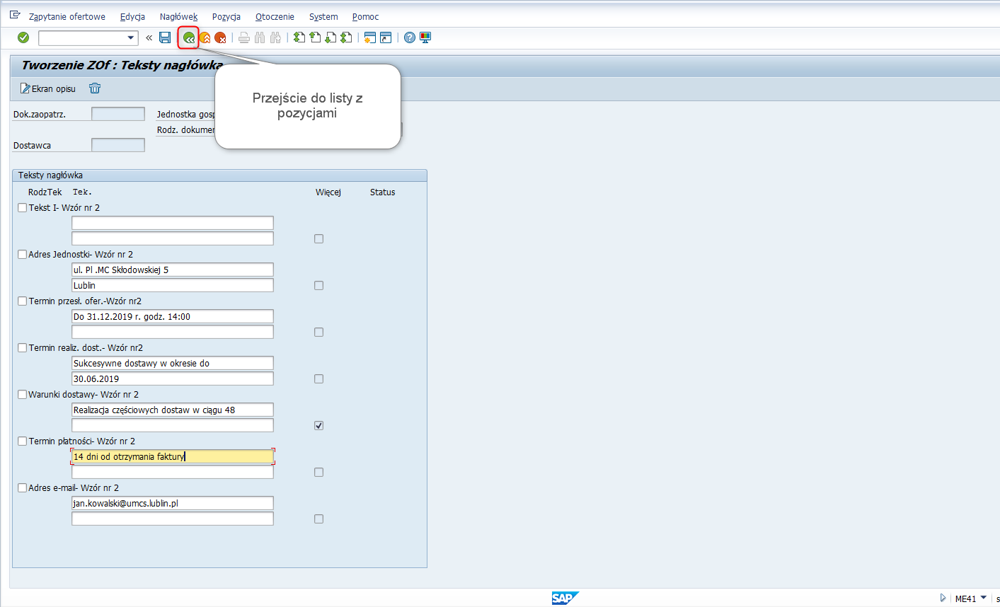 Zapytanie ofertowe Edycja Nagłówek Pozycja Otoczenie System Pomoc
Tworzenie ZOf : Teksty nagłówka
Przejście do listy z
pozycjami
Ekran opisu
Dok.zaopatrz. Jednostka gosp
Rodz. dokumen
Dostawca
Teksty nagłówka
RodzTek Tek. Więcej Status
Tekst I- Wzór nr 2
Adres Jednostki- Wzór nr 2
ul. Pl .MC Skłodowskiej 5
Lublin
Termin przesł. ofer.-Wzór nr2
Do 31.12.2019 r. godz. 14:00
Termin realiz. dost.- Wzór nr2
Sukcesywne dostawy w okresie do
30.06.2019
Warunki dostawy- Wzór nr 2
Realizacja częściowych dostaw w ciągu 48
Termin płatności- Wzór nr 2
14 dni od otrzymania faktury
Adres e-mail- Wzór nr 2
jan.kowalski@umcs.lublin.pl
SAP ME41 s